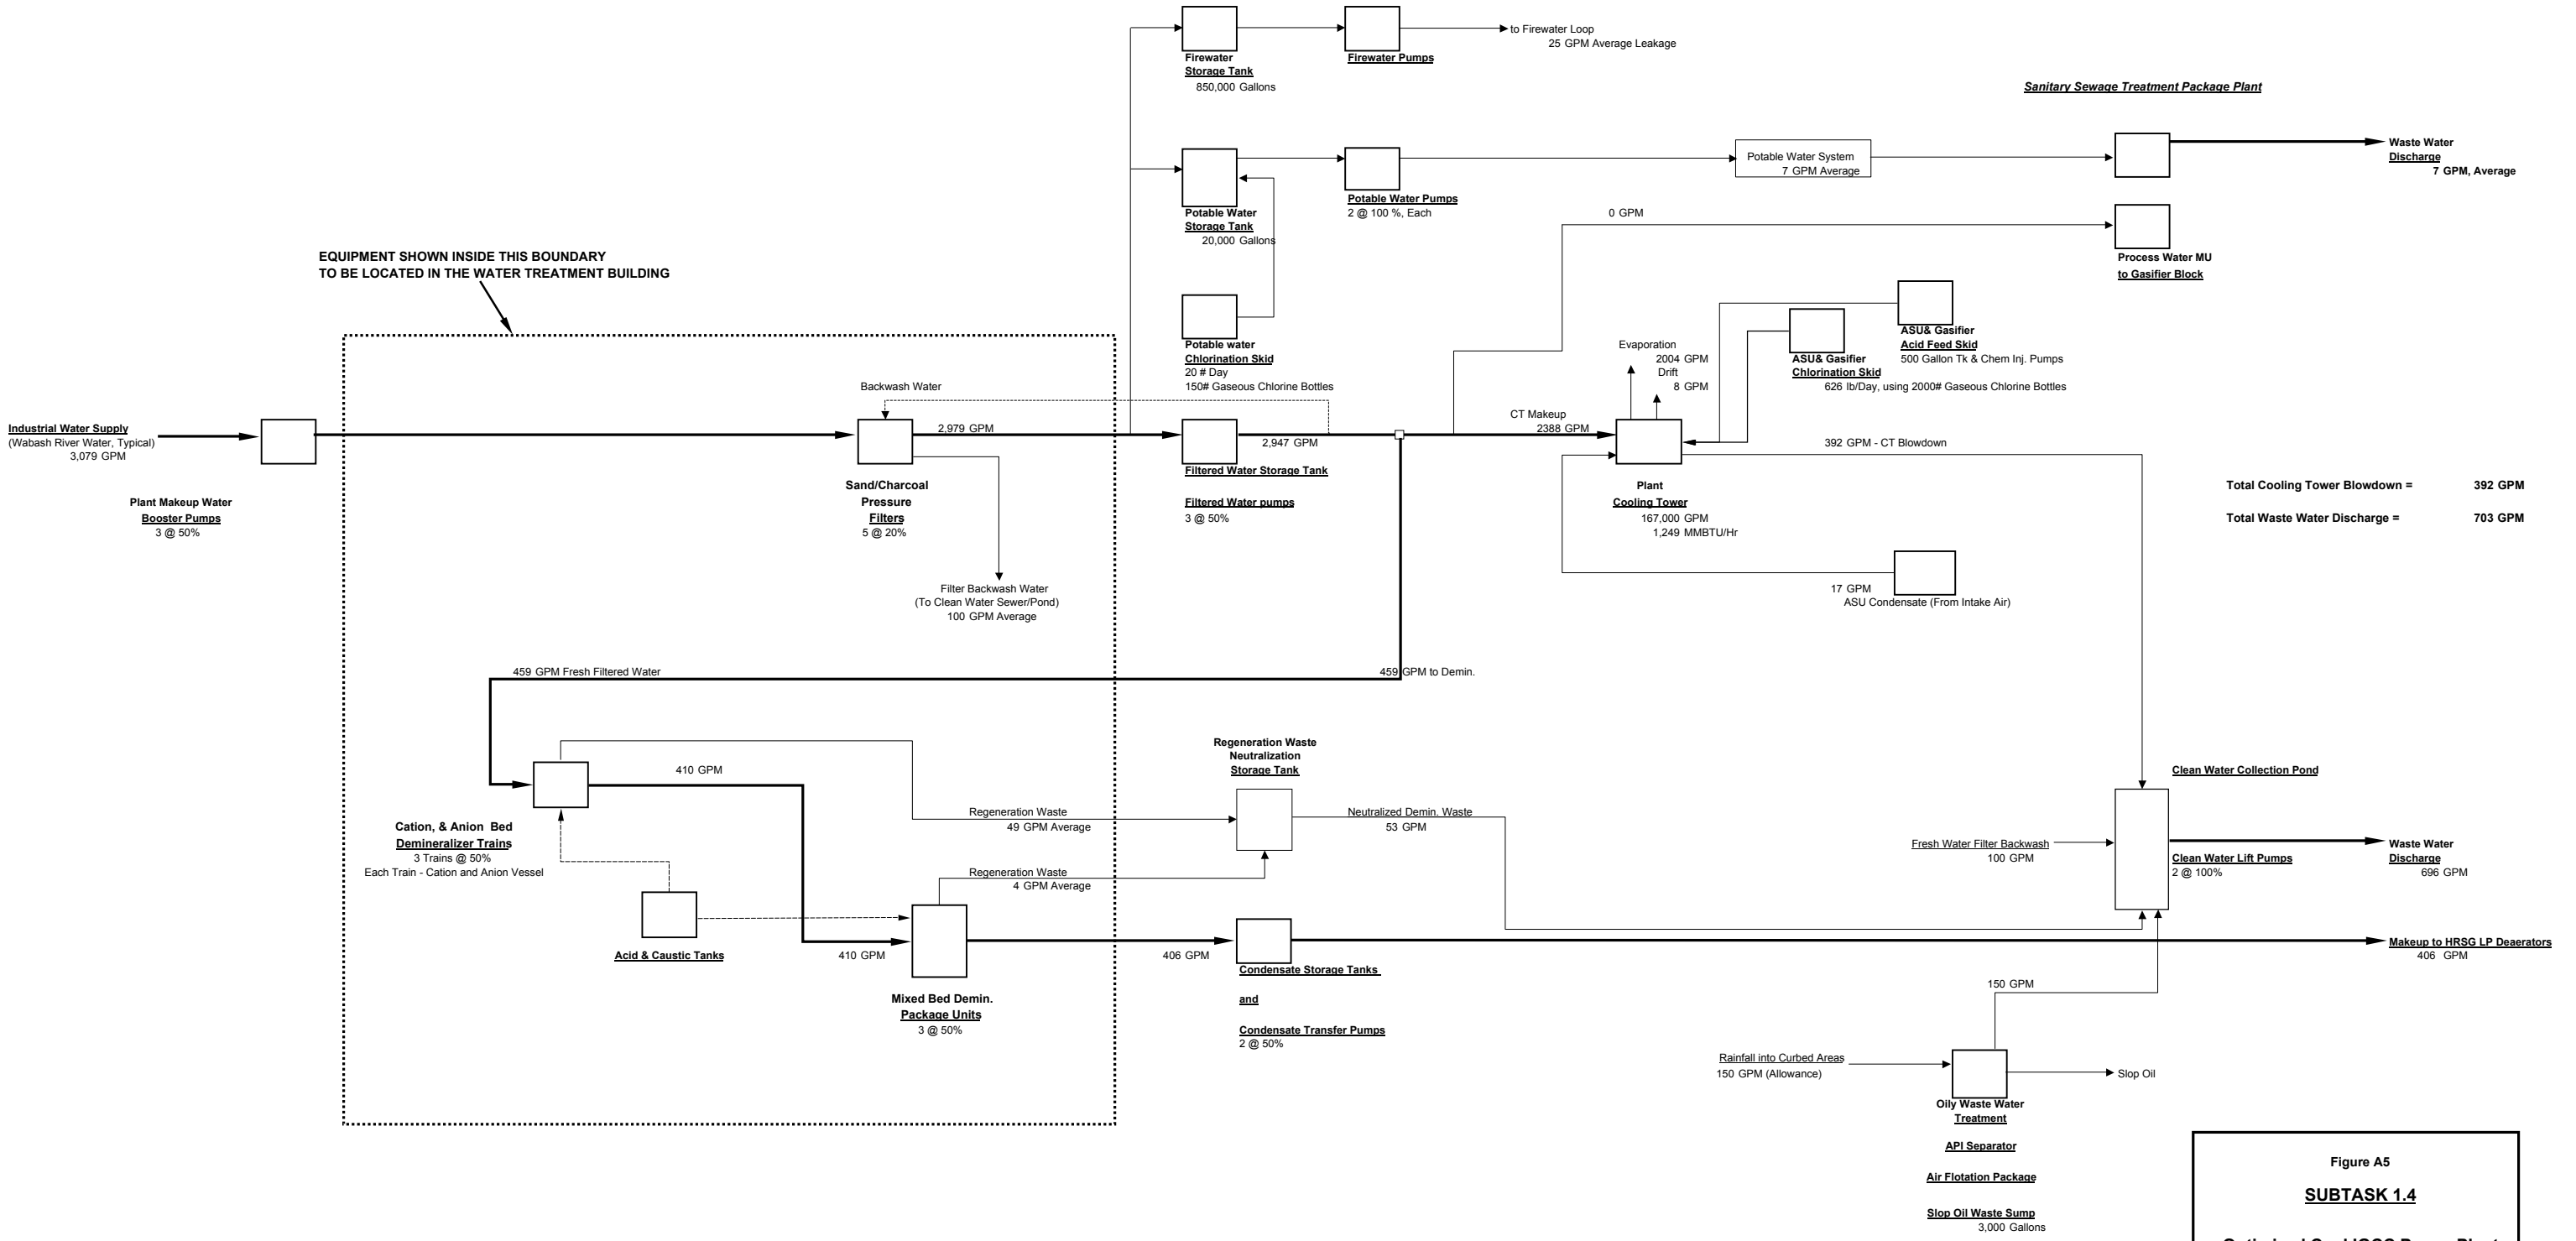 to Firewater Loop
25 GPM Average Leakage
Firewater
Storage Tank
850,000 Gallons
Firewater Pumps
Sanitary Sewage Treatment Package Plant
Potable Water System
7 GPM Average
Waste Water
Discharge
7 GPM, Average
Potable Water
Storage Tank
20,000 Gallons
Potable Water Pumps
2 @ 100 %, Each
0 GPM
Process Water MU
to Gasifier Block
EQUIPMENT SHOWN INSIDE THIS BOUNDARY
TO BE LOCATED IN THE WATER TREATMENT BUILDING
Potable water
Chlorination Skid
20 # Day
150# Gaseous Chlorine Bottles
Evaporation
2004 GPM
Drift
8 GPM
ASU& Gasifier
Acid Feed Skid
500 Gallon Tk & Chem Inj. Pumps
ASU& Gasifier
Chlorination Skid
626 lb/Day, using 2000# Gaseous Chlorine Bottles
Backwash Water
Industrial Water Supply
(Wabash River Water, Typical)
3,079 GPM
2,979 GPM
2,947 GPM
CT Makeup
2388 GPM
392 GPM - CT Blowdown
Plant Makeup Water
Booster Pumps
3 @ 50%
Sand/Charcoal
Pressure
Filters
5 @ 20%
Filtered Water Storage Tank
Filtered Water pumps
3 @ 50%
Plant
Cooling Tower
167,000 GPM
1,249 MMBTU/Hr
Total Cooling Tower Blowdown = 392 GPM
Total Waste Water Discharge = 703 GPM
Filter Backwash Water
(To Clean Water Sewer/Pond)
100 GPM Average
17 GPM
ASU Condensate (From Intake Air)
459 GPM Fresh Filtered Water
459 GPM to Demin.
410 GPM
Regeneration Waste
Neutralization
Storage Tank
Clean Water Collection Pond
Cation, & Anion Bed
Demineralizer Trains
3 Trains @ 50%
Each Train - Cation and Anion Vessel
Regeneration Waste
49 GPM Average
Neutralized Demin. Waste
53 GPM
Fresh Water Filter Backwash
100 GPM
Clean Water Lift Pumps
2 @ 100%
Waste Water
Discharge
696 GPM
Regeneration Waste
4 GPM Average
Acid & Caustic Tanks
410 GPM
406 GPM
Mixed Bed Demin.
Package Units
3 @ 50%
Condensate Storage Tanks
and
Condensate Transfer Pumps
2 @ 50%
Makeup to HRSG LP Deaerators
406 GPM
150 GPM
Rainfall into Curbed Areas
150 GPM (Allowance)
Slop Oil
Oily Waste Water
Treatment
API Separator
Air Flotation Package
Slop Oil Waste Sump
3,000 Gallons
Figure A5
SUBTASK 1.4